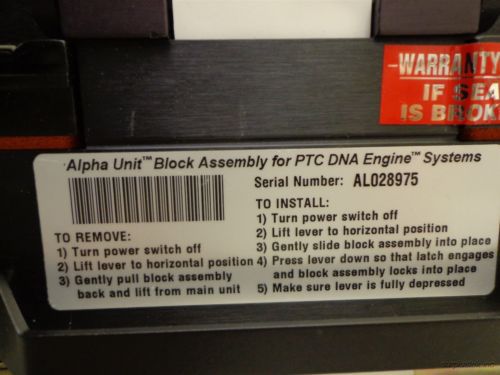 -WARRANTY
IF SEA
IS BROK
Alpha Unit™ Block Assembly for PTC DNA Engine™ Systems
Serial Number: AL028975
TO REMOVE:
1) Turn power switch off
2) Lift lever to horizontal position
3) Gently pull block assembly
back and lift from main unit
TO INSTALL:
1) Turn power switch off
2) Lift lever to horizontal position
3) Gently slide block assembly into place
4) Press lever down so that latch engages
and block assembly locks into place
5) Make sure lever is fully depressed